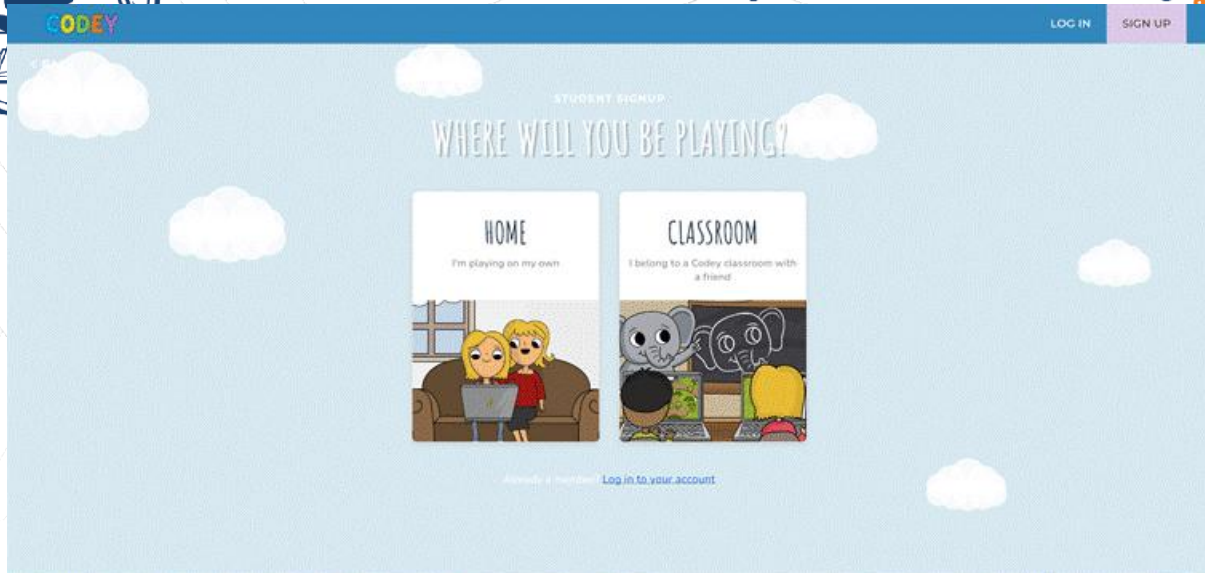 CODEY
LOG IN
SIGN UP
STUDENT SIGNUP
WHERE WILL YOU BE PLAYING?
HOME
I'm playing on my own
CLASSROOM
I belong to a Codey classroom with
a friend
Already a member? Log in to your account